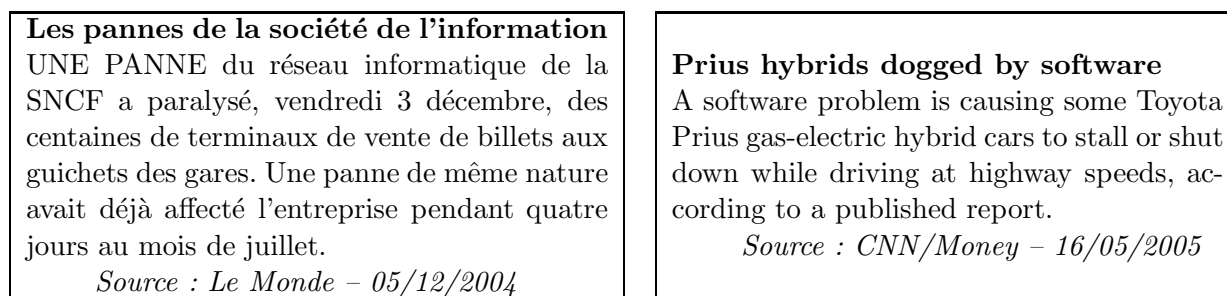 Les pannes de la société de l'information
UNE PANNE du réseau informatique de la
SNCF a paralysé, vendredi 3 décembre, des
centaines de terminaux de vente de billets aux
guichets des gares. Une panne de même nature
avait déjà affecté l'entreprise pendant quatre
jours au mois de juillet.
Source : Le Monde – 05/12/2004
Prius hybrids dogged by software
A software problem is causing some Toyota
Prius gas-electric hybrid cars to stall or shut
down while driving at highway speeds, ac-
cording to a published report.
Source : CNN/Money – 16/05/2005